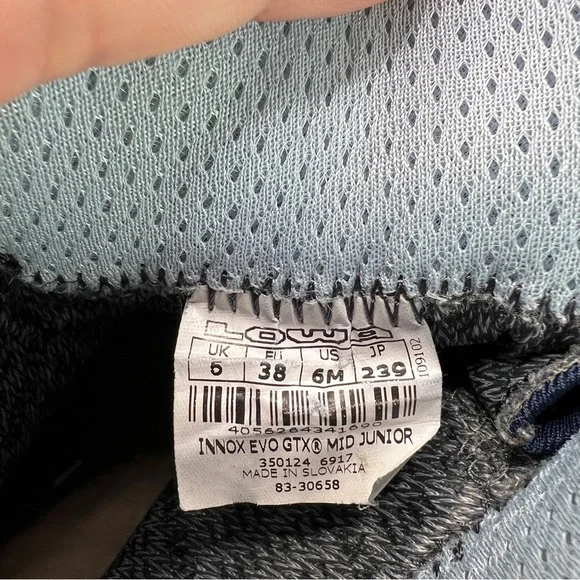 LOWA
UK EU US JP
5 38 6M 239
109102
4056264341690
INNOX EVO GTX® MID JUNIOR
350124 6917
MADE IN SLOVAKIA
83-30658